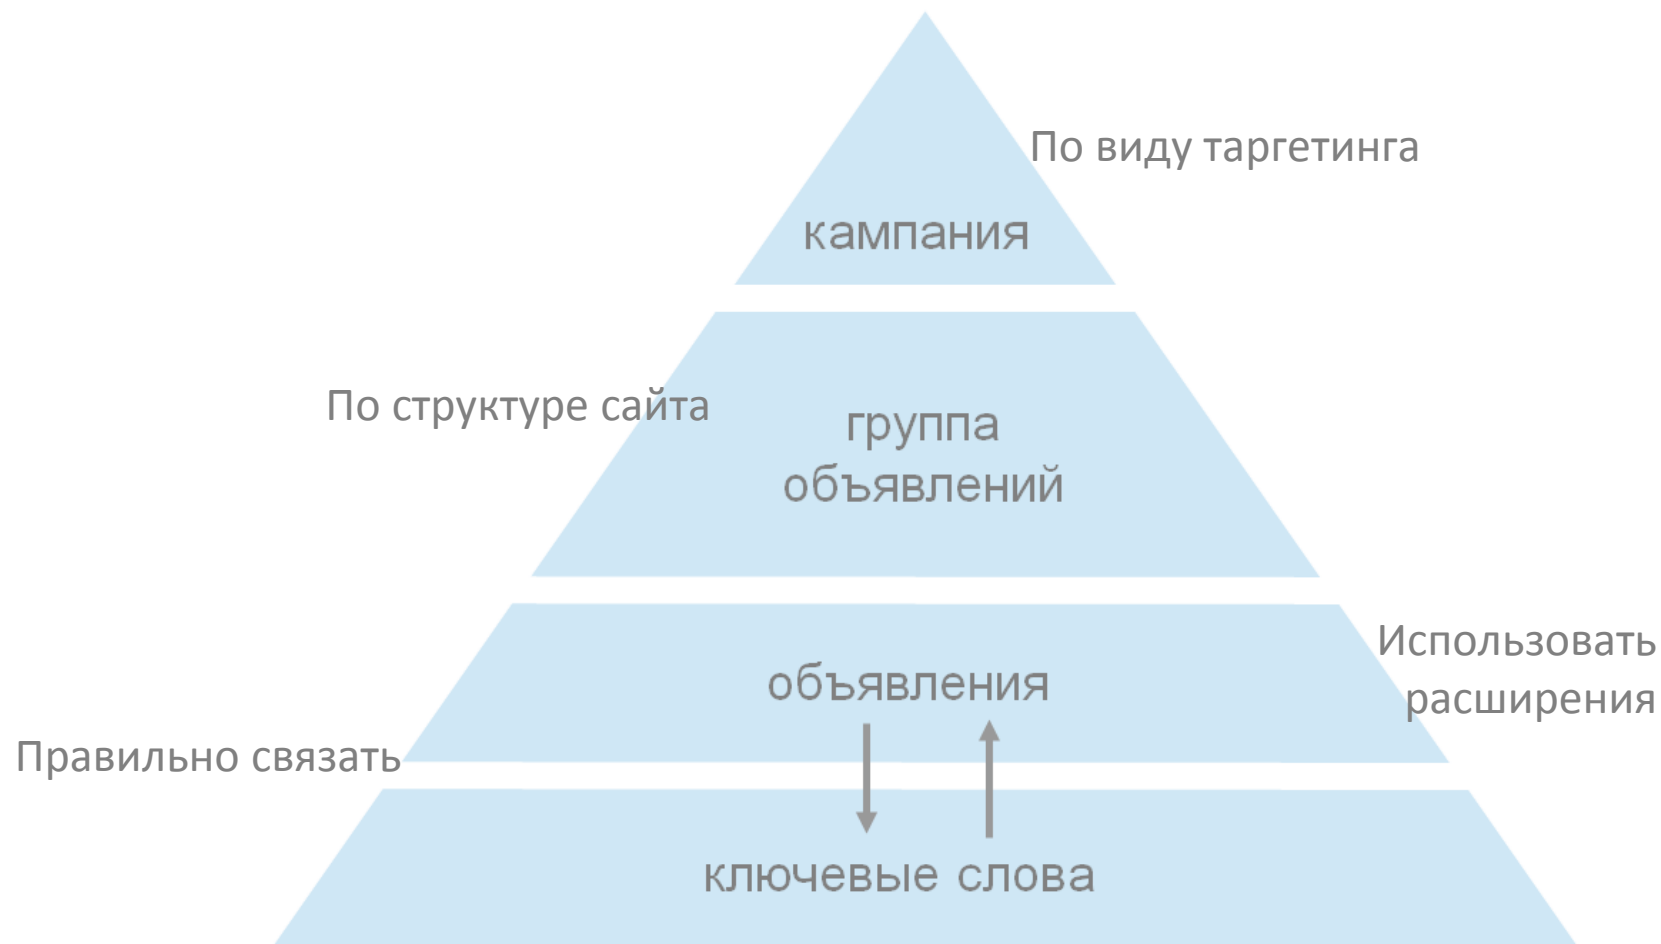 По виду таргетинга
кампания
По структуре сайта
группа
объявлений
Использовать
расширения
объявления
Правильно связать
ключевые слова